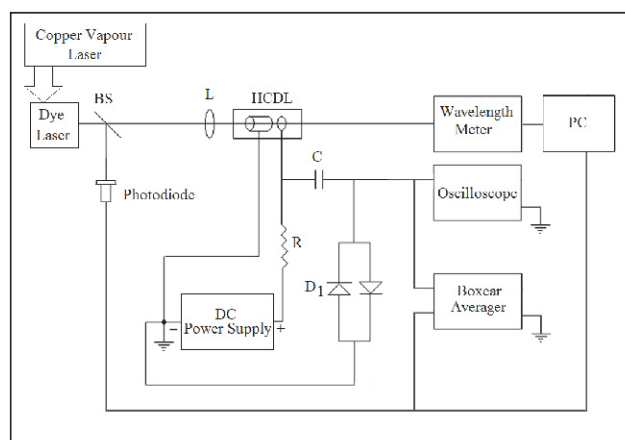 Copper Vapour
Laser
BS
L
HCDL
Dye
Laser
Wavelength
Meter
PC
C
Photodiode
Oscilloscope
R
D1
DC
Power Supply
− +
Boxcar
Averager